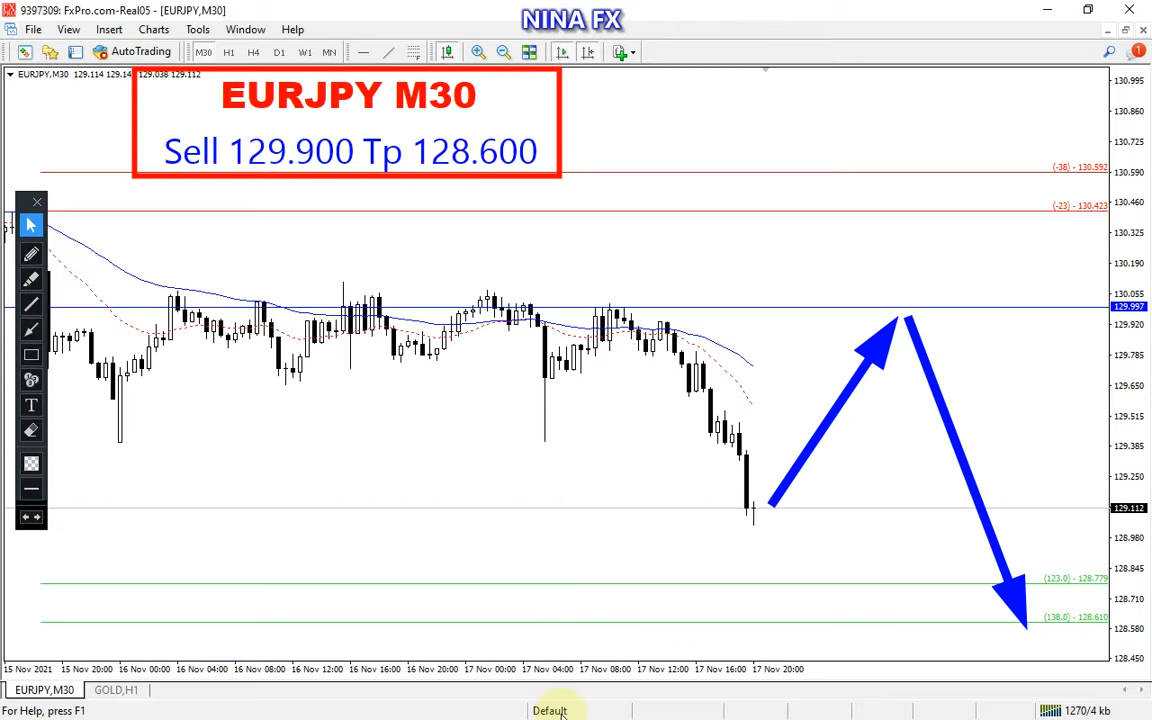 9397309: FxPro.com-Real05 - [EURJPY,M30]
NINA FX
File View Insert Charts Tools Window Help
AutoTrading M30 H1 H4 D1 W1 MN
1
EURJPY,M30 129.114 129.14 129.038 129.112
EURJPY M30
Sell 129.900 Tp 128.600
130.995
130.860
130.725
(-38) - 130.592
130.590
130.460
(-23) - 130.423
130.325
130.190
130.055
129.997
129.920
129.785
129.650
129.515
129.385
129.250
129.112
128.980
128.845
(123.0) - 128.779
128.710
(138.0) - 128.610
128.580
128.450
T
15 Nov 2021 15 Nov 20:00 16 Nov 00:00 16 Nov 04:00 16 Nov 08:00 16 Nov 12:00 16 Nov 16:00 16 Nov 20:00 17 Nov 00:00 17 Nov 04:00 17 Nov 08:00 17 Nov 12:00 17 Nov 16:00 17 Nov 20:00
EURJPY,M30 GOLD,H1
For Help, press F1 Default 1270/4 kb